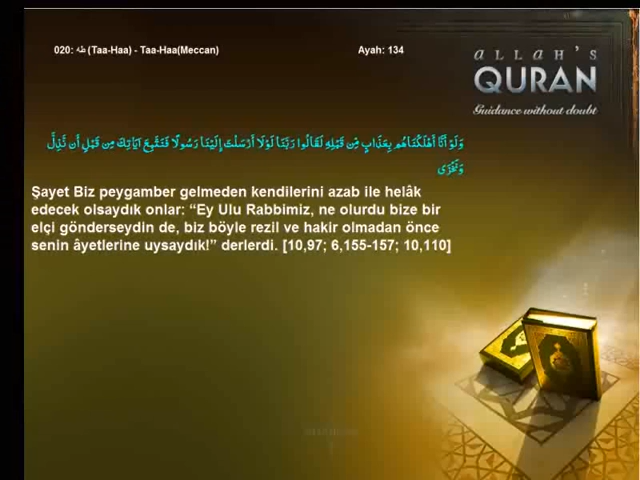 020: طه (Taa-Haa) - Taa-Haa(Meccan)
Ayah: 134
ALLAH'S
QURAN
Guidance without doubt
وَلَوْ أَنَّا أَهْلَكْنَاهُم بِعَذَابٍ مِّن قَبْلِهِ لَقَالُوا رَبَّنَا لَوْلَا أَرْسَلْتَ إِلَيْنَا رَسُولًا فَنَتَّبِعَ آيَاتِكَ مِن قَبْلِ أَن نَّذِلَّ
وَنَخْزَى
Şayet Biz peygamber gelmeden kendilerini azab ile helâk
edecek olsaydık onlar: “Ey Ulu Rabbimiz, ne olurdu bize bir
elçi gönderseydin de, biz böyle rezil ve hakir olmadan önce
senin âyetlerine uysaydık!” derlerdi. [10,97; 6,155-157; 10,110]